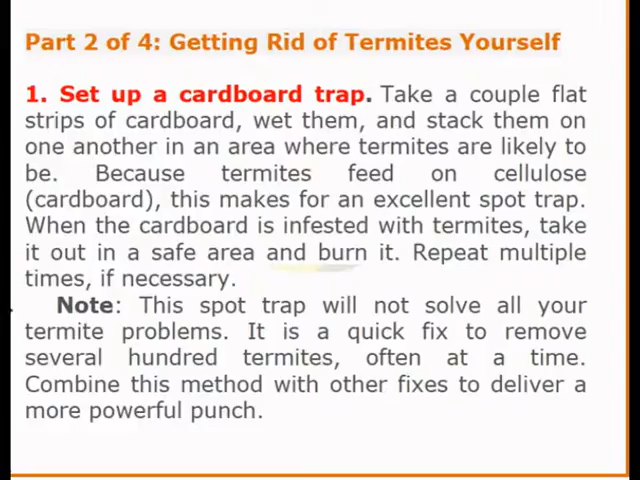 Part 2 of 4: Getting Rid of Termites Yourself
1. Set up a cardboard trap. Take a couple flat
strips of cardboard, wet them, and stack them on
one another in an area where termites are likely to
be. Because termites feed on cellulose
(cardboard), this makes for an excellent spot trap.
When the cardboard is infested with termites, take
it out in a safe area and burn it. Repeat multiple
times, if necessary.
Note: This spot trap will not solve all your
termite problems. It is a quick fix to remove
several hundred termites, often at a time.
Combine this method with other fixes to deliver a
more powerful punch.